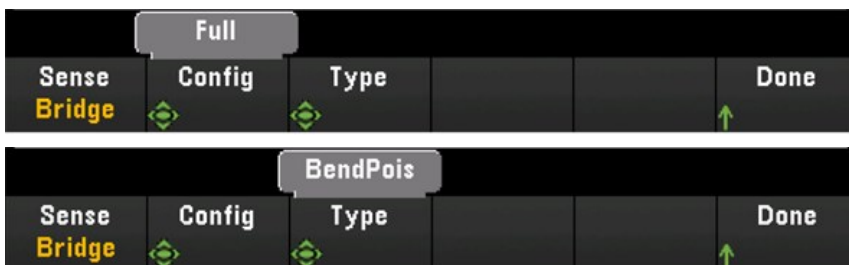 Full
Sense Config Type Done
Bridge
BendPois
Sense Config Type Done
Bridge